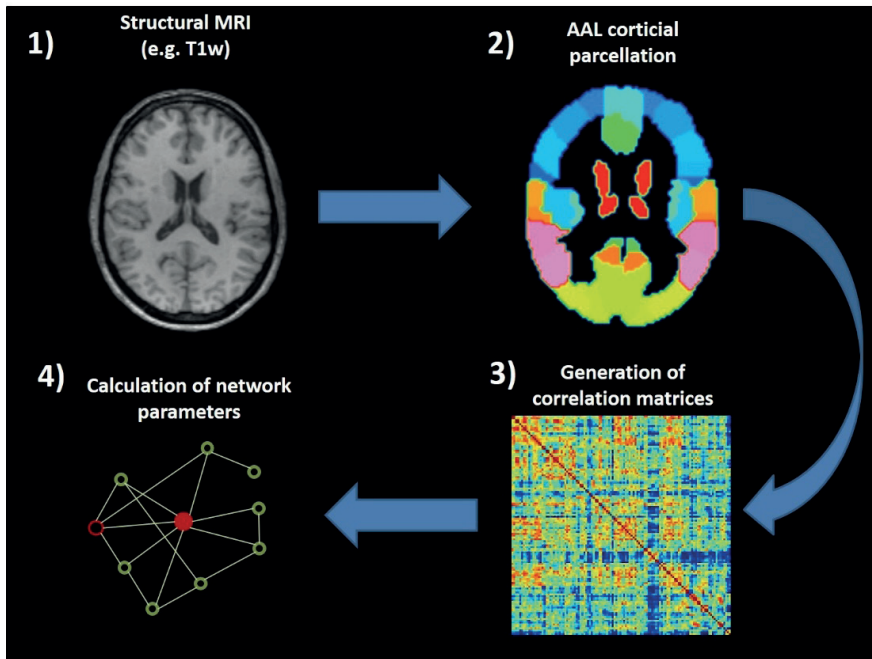 1)
Structural MRI
(e.g. T1w)
2)
AAL corticial
parcellation
3)
Generation of
correlation matrices
4)
Calculation of network
parameters